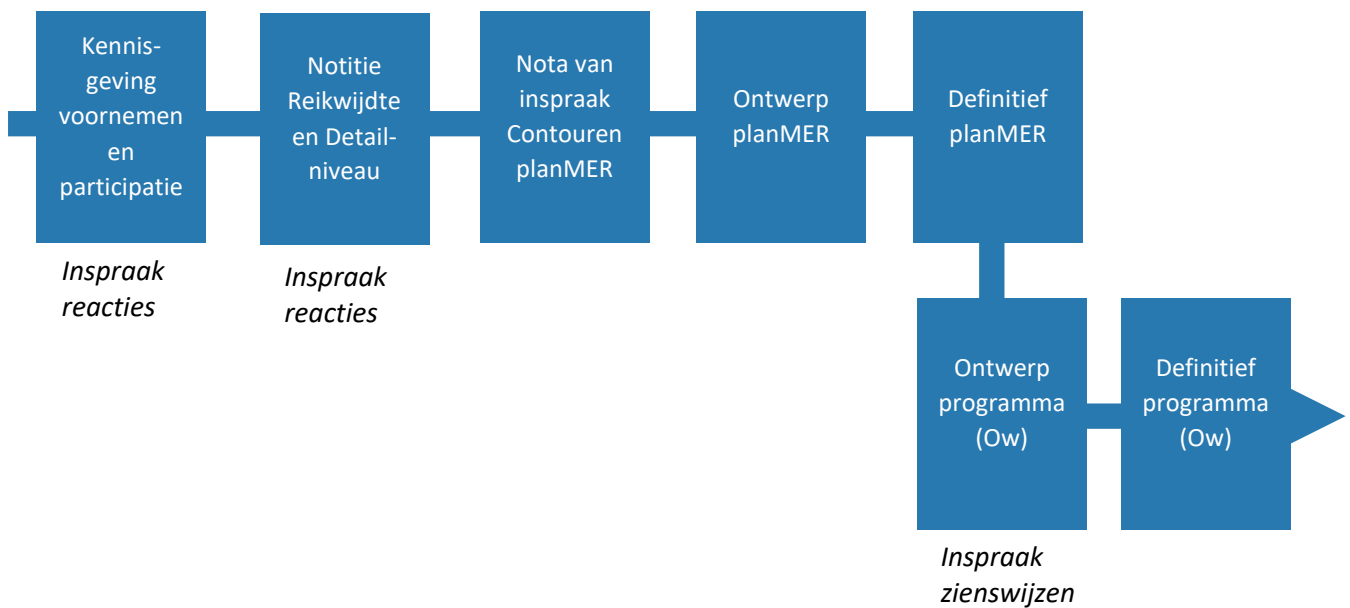 Kennis-
geving
voornemen
en
participatie
Notitie
Reikwijdte
en Detail-
niveau
Nota van
inspraak
Contouren
planMER
Ontwerp
planMER
Definitief
planMER
Inspraak
reacties
Inspraak
reacties
Ontwerp
programma
(Ow)
Definitief
programma
(Ow)
Inspraak
zienswijzen